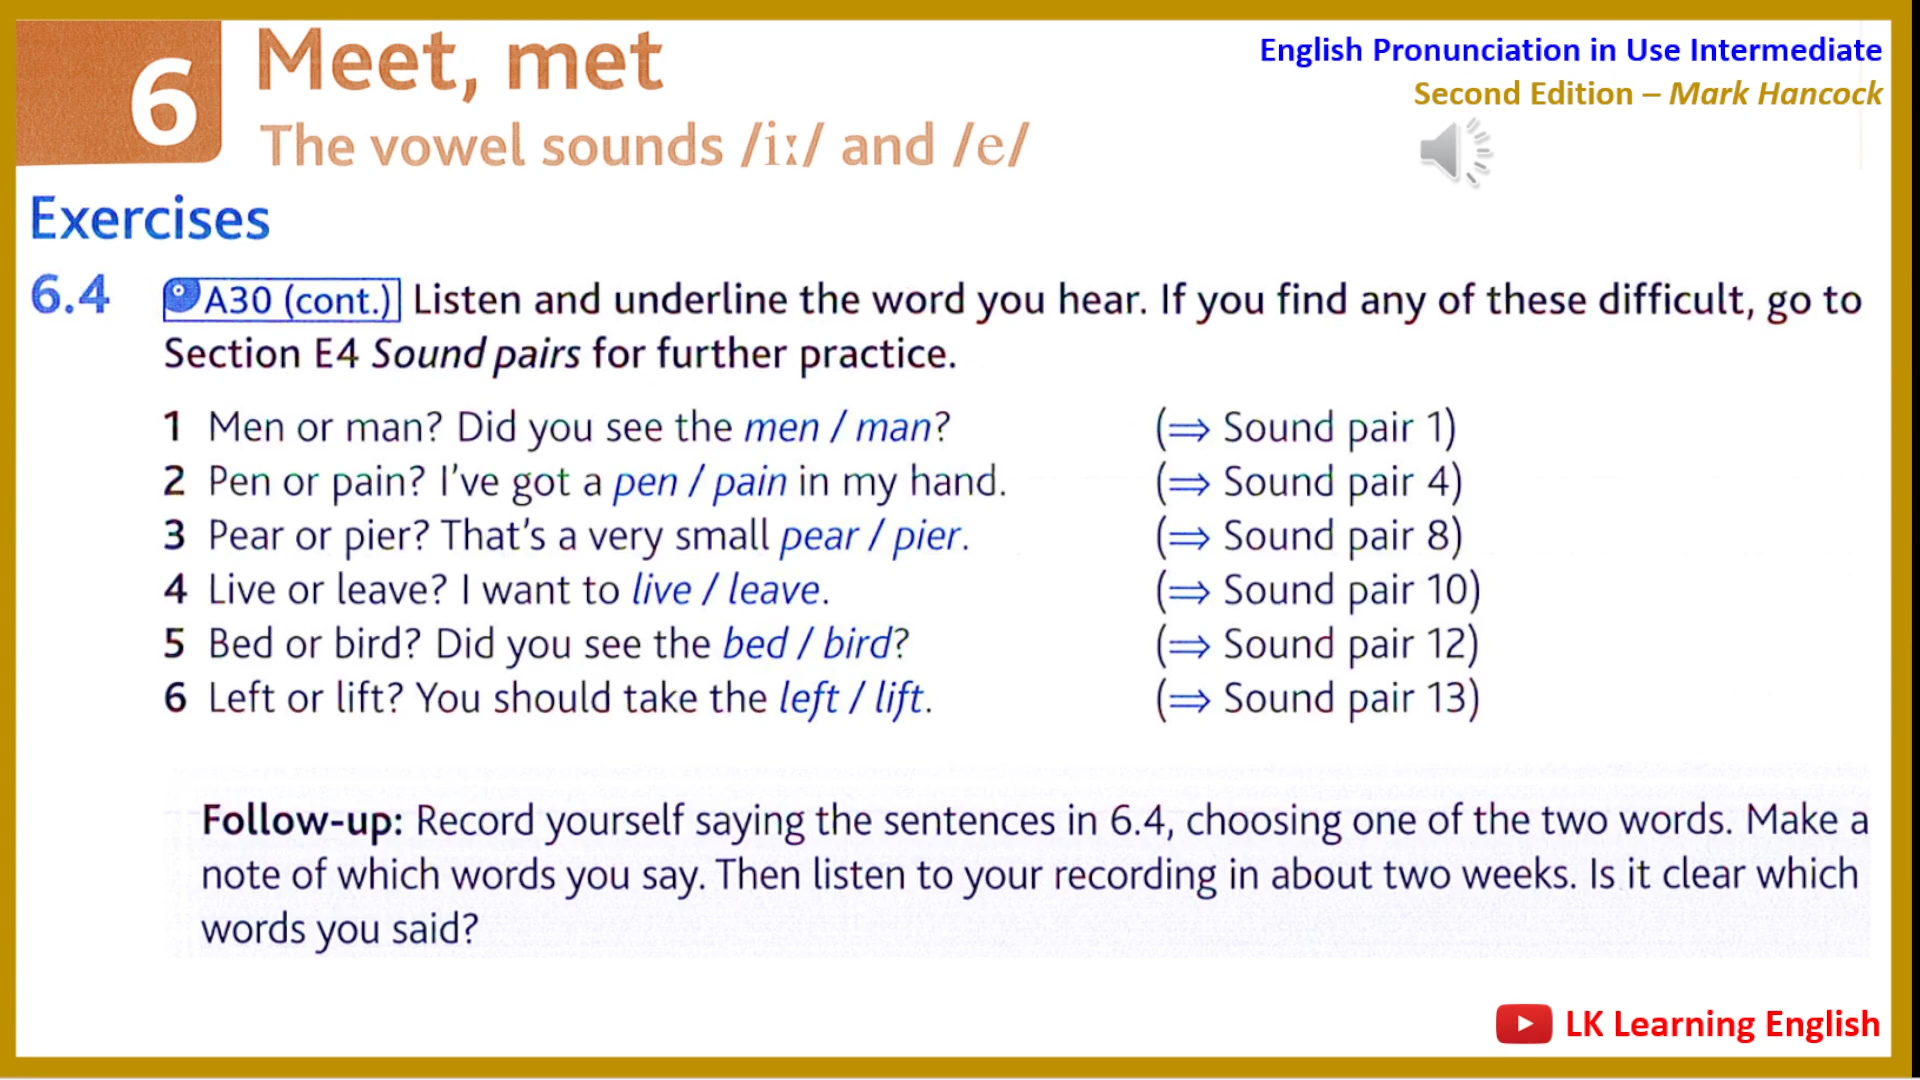 6
Meet, met
The vowel sounds /iː/ and /e/
English Pronunciation in Use Intermediate
Second Edition – Mark Hancock
Exercises
6.4 A30 (cont.) Listen and underline the word you hear. If you find any of these difficult, go to
Section E4 Sound pairs for further practice.
1 Men or man? Did you see the men / man? (⇒ Sound pair 1)
2 Pen or pain? I've got a pen / pain in my hand. (⇒ Sound pair 4)
3 Pear or pier? That's a very small pear / pier. (⇒ Sound pair 8)
4 Live or leave? I want to live / leave. (⇒ Sound pair 10)
5 Bed or bird? Did you see the bed / bird? (⇒ Sound pair 12)
6 Left or lift? You should take the left / lift. (⇒ Sound pair 13)
Follow-up: Record yourself saying the sentences in 6.4, choosing one of the two words. Make a
note of which words you say. Then listen to your recording in about two weeks. Is it clear which
words you said?
LK Learning English